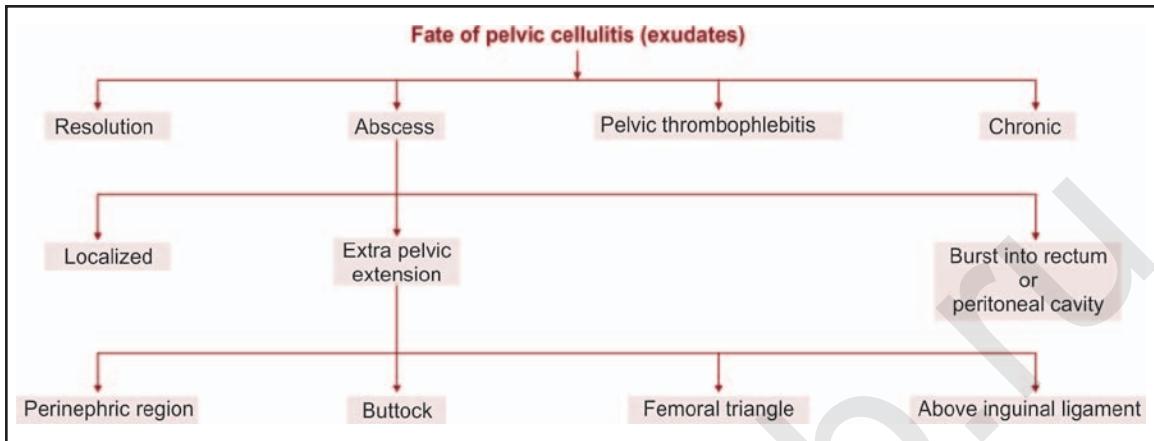 Fate of pelvic cellulitis (exudates)
Resolution
Abscess
Pelvic thrombophlebitis
Chronic
Localized
Extra pelvic
extension
Burst into rectum
or
peritoneal cavity
Perinephric region
Buttock
Femoral triangle
Above inguinal ligament